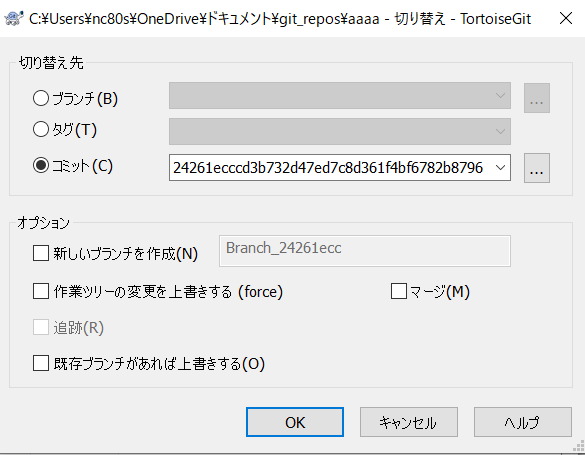 C:¥Users¥nc80s¥OneDrive¥ドキュメント¥git_repos¥aaaa - 切り替え - TortoiseGit
切り替え先
ブランチ(B)
...
タグ(T)
コミット(C)
24261ecccd3b732d47ed7c8d361f4bf6782b8796
...
オプション
新しいブランチを作成(N)
Branch_24261ecc
作業ツリーの変更を上書きする (force)
マージ(M)
追跡(R)
既存ブランチがあれば上書きする(O)
OK
キャンセル
ヘルプ